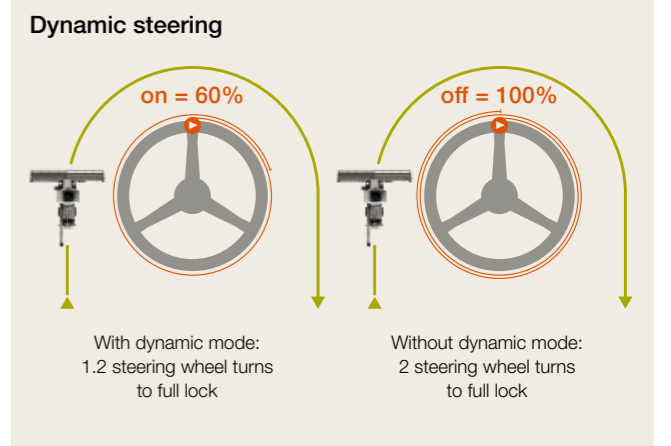 Dynamic steering
on = 60%
off = 100%
With dynamic mode:
1.2 steering wheel turns
to full lock
Without dynamic mode:
2 steering wheel turns
to full lock